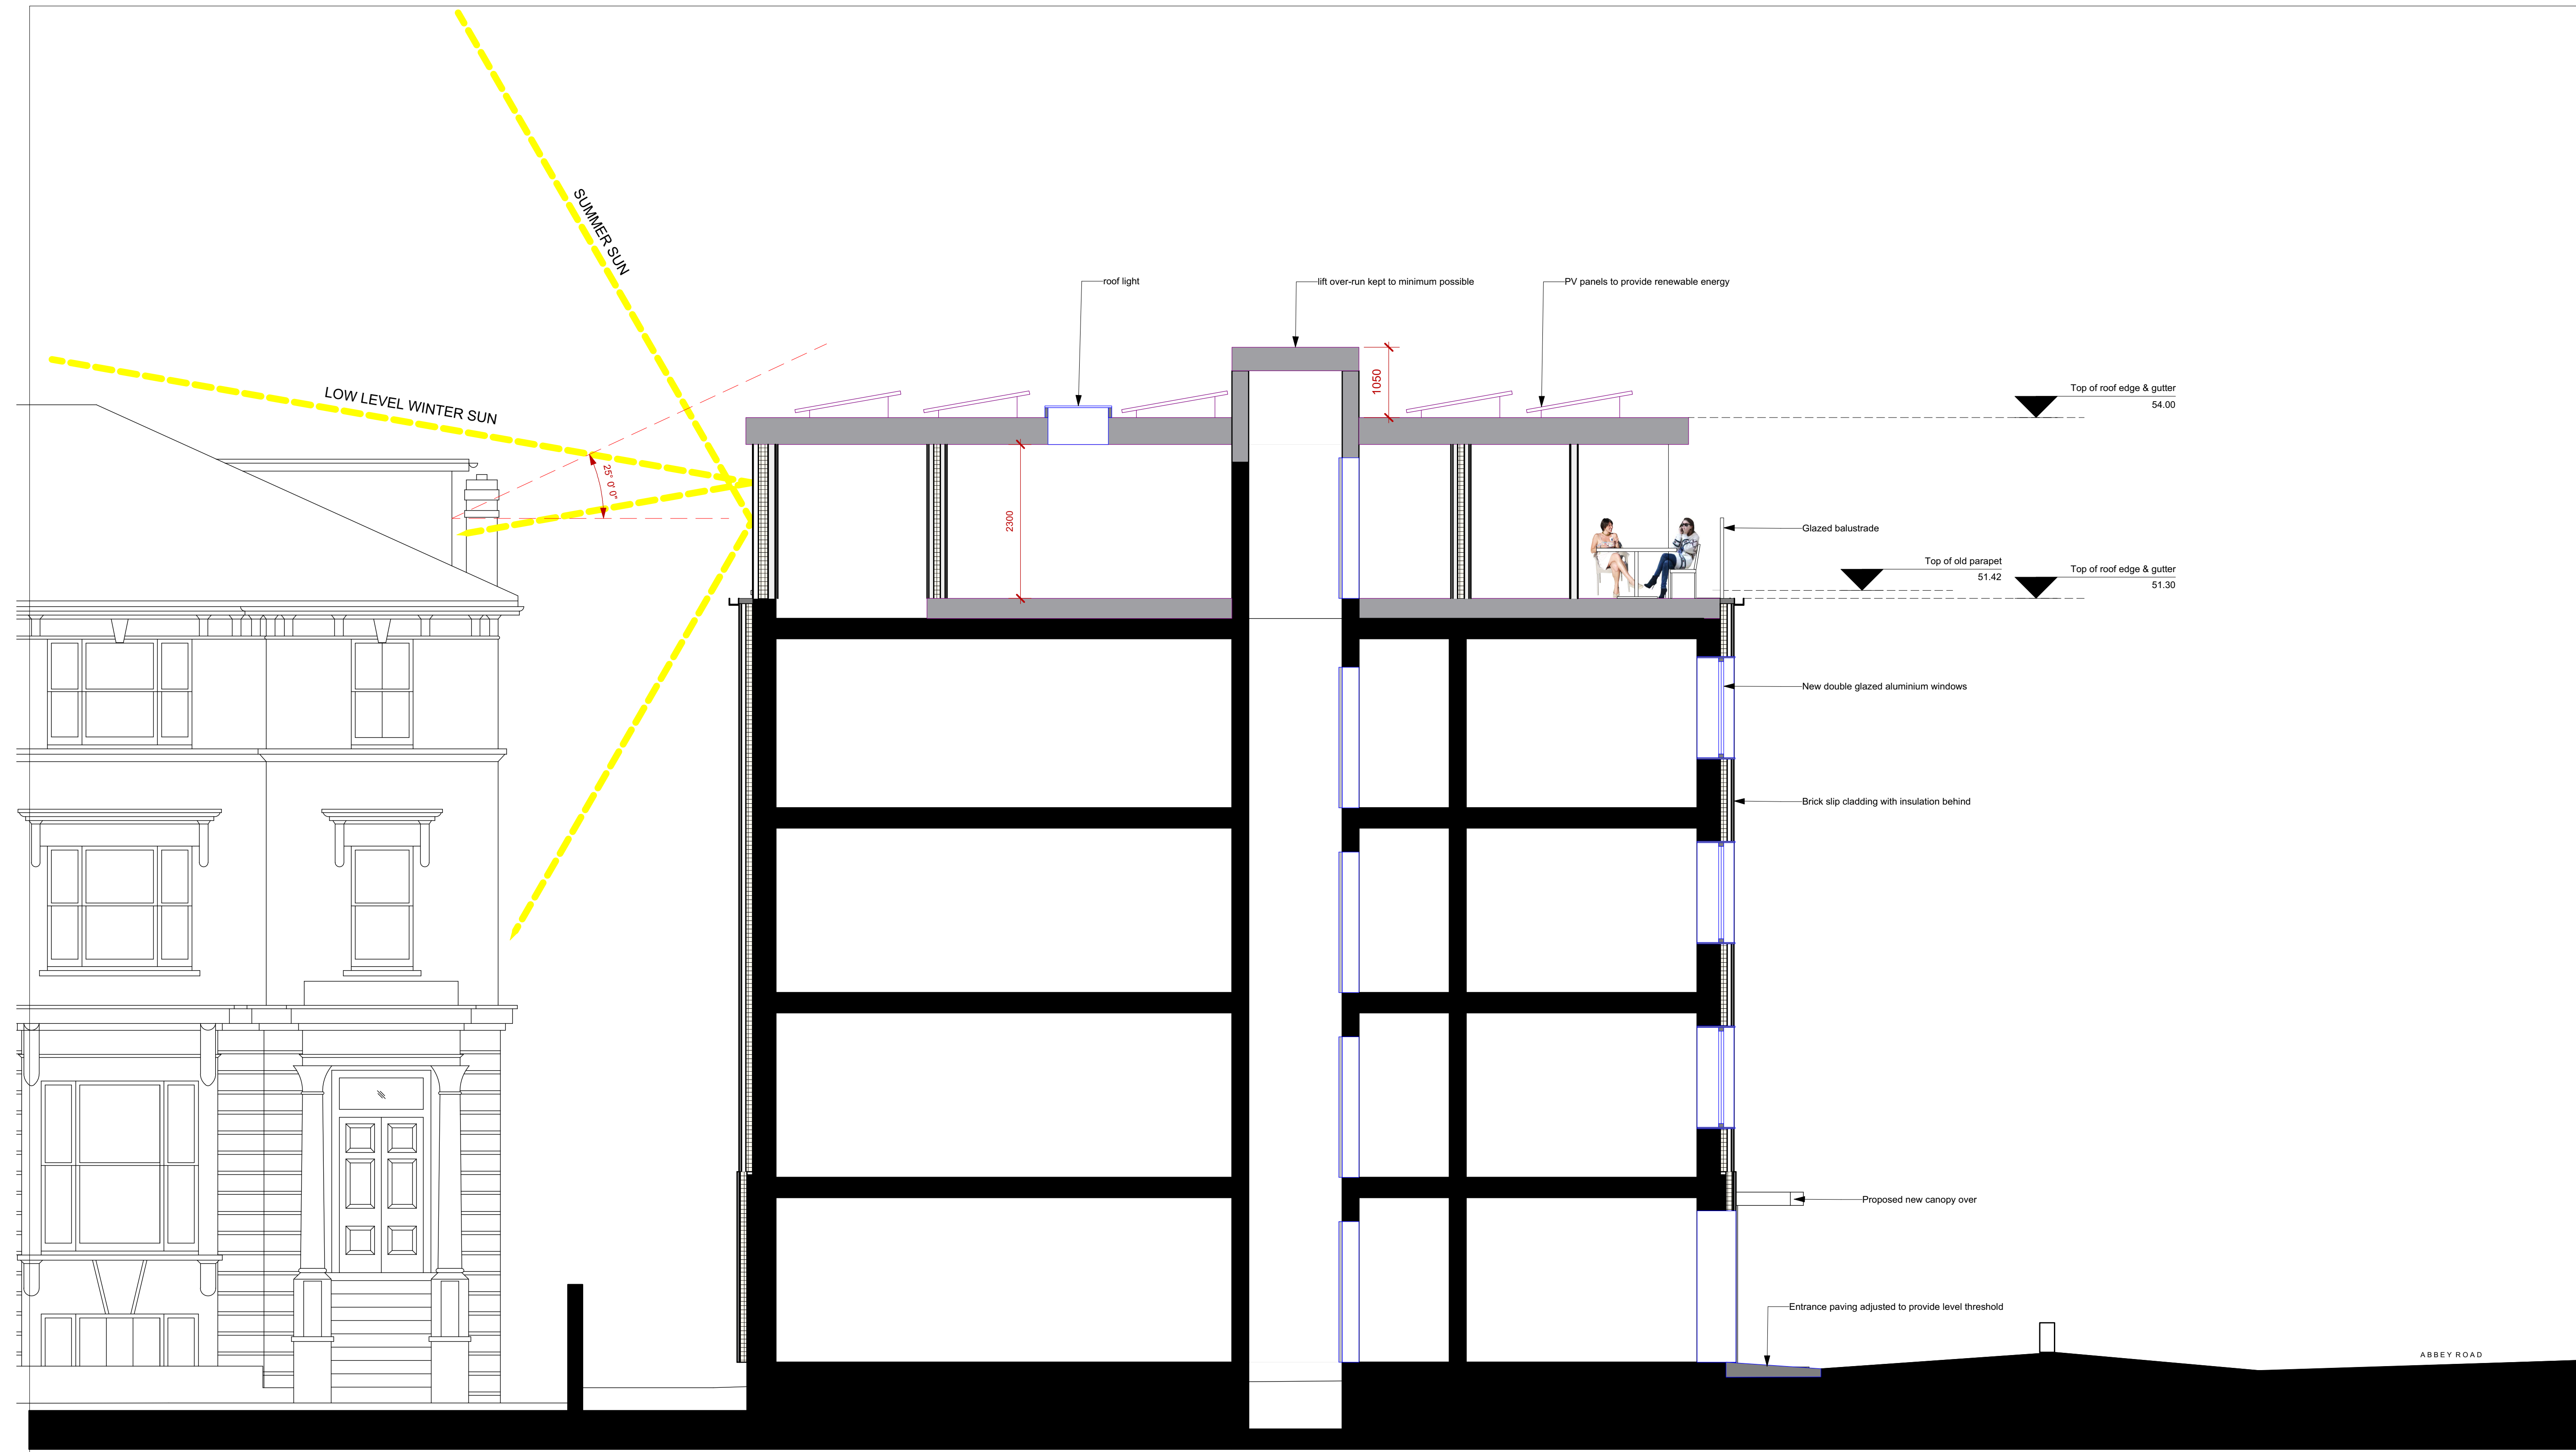 SUMMER SUN
roof light
lift over-run kept to minimum possible
PV panels to provide renewable energy
1050
Top of roof edge & gutter
54.00
LOW LEVEL WINTER SUN
25° 0' 0"
2300
Glazed balustrade
Top of old parapet
51.42
Top of roof edge & gutter
51.30
New double glazed aluminium windows
Brick slip cladding with insulation behind
Proposed new canopy over
Entrance paving adjusted to provide level threshold
ABBEY ROAD